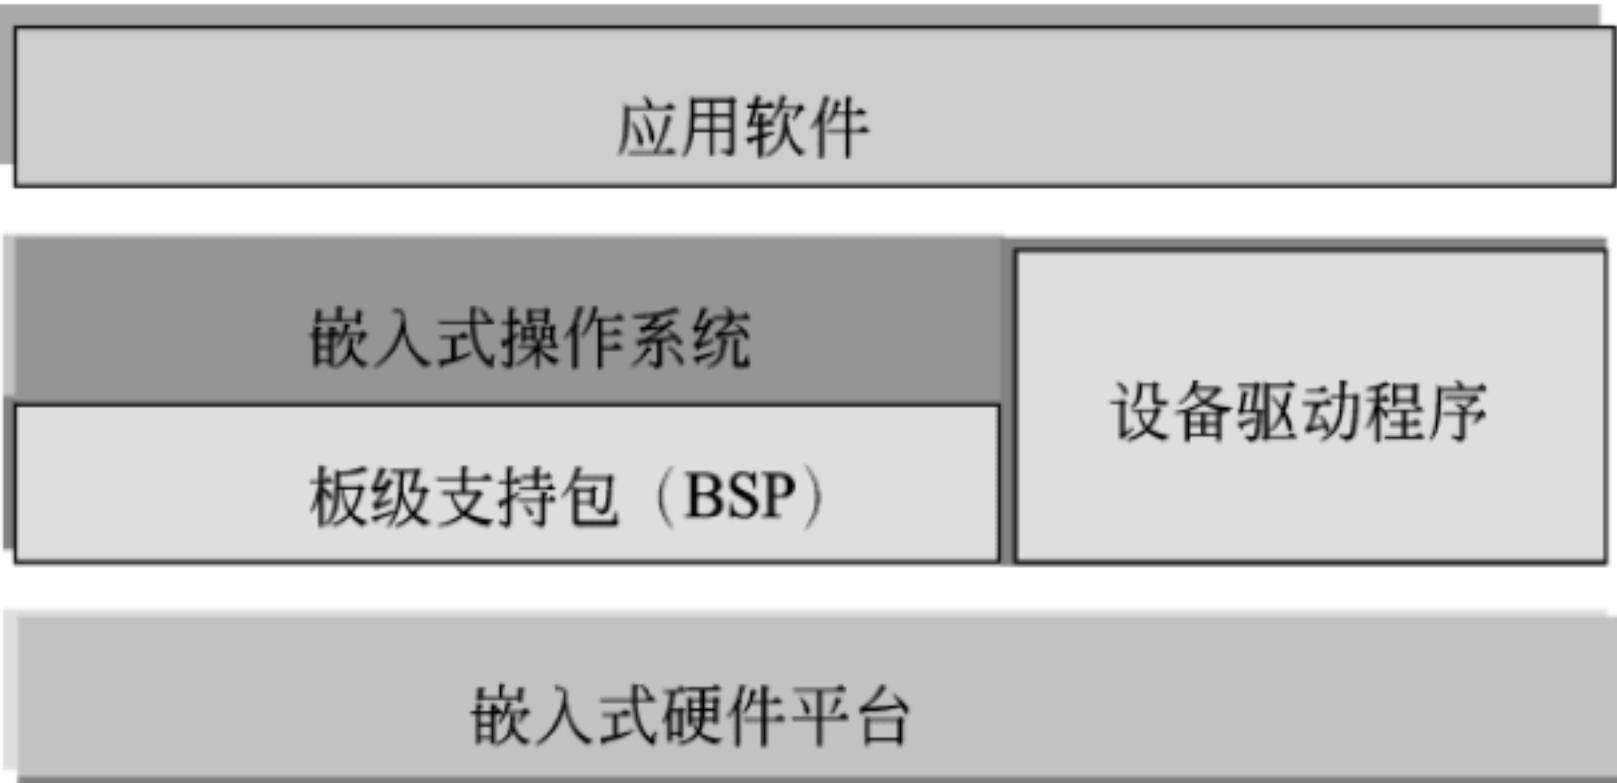 应用软件
嵌入式操作系统
设备驱动程序
板级支持包（BSP）
嵌入式硬件平台